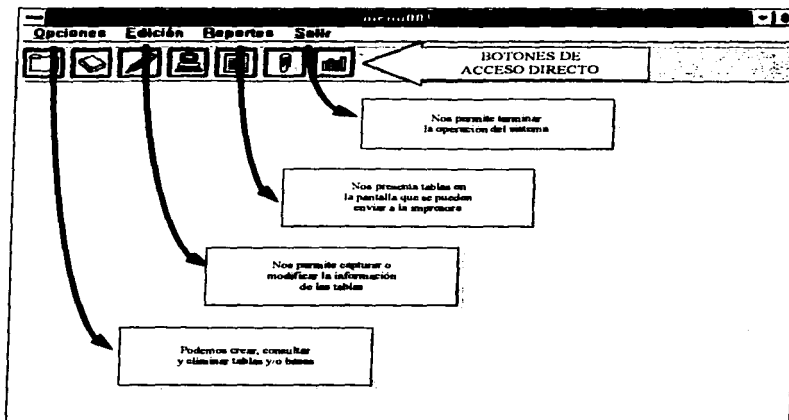 menu001
Opciones Edición Reportes Salir
BOTONES DE
ACCESO DIRECTO
Nos permite terminar
la operación del sistema
Nos presenta tablas en
la pantalla que se pueden
enviar a la impresora
Nos permite capturar o
modificar la información
de las tablas
Podemos crear, consultar
y eliminar tablas y/o bases